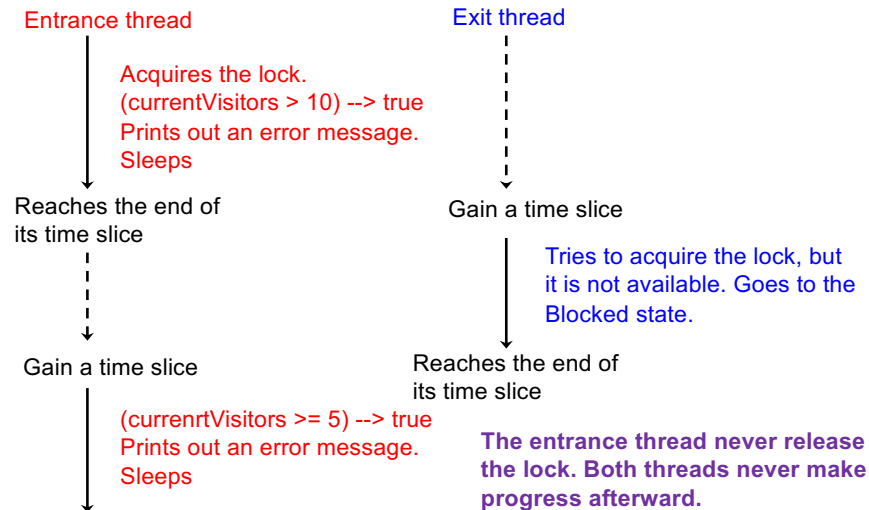 Entrance thread
Acquires the lock.
(currentVisitors > 10) --> true
Prints out an error message.
Sleeps
Reaches the end of
its time slice
Gain a time slice
(currenrtVisitors >= 5) --> true
Prints out an error message.
Sleeps
Exit thread
Gain a time slice
Tries to acquire the lock, but
it is not available. Goes to the
Blocked state.
Reaches the end of
its time slice
The entrance thread never release
the lock. Both threads never make
progress afterward.